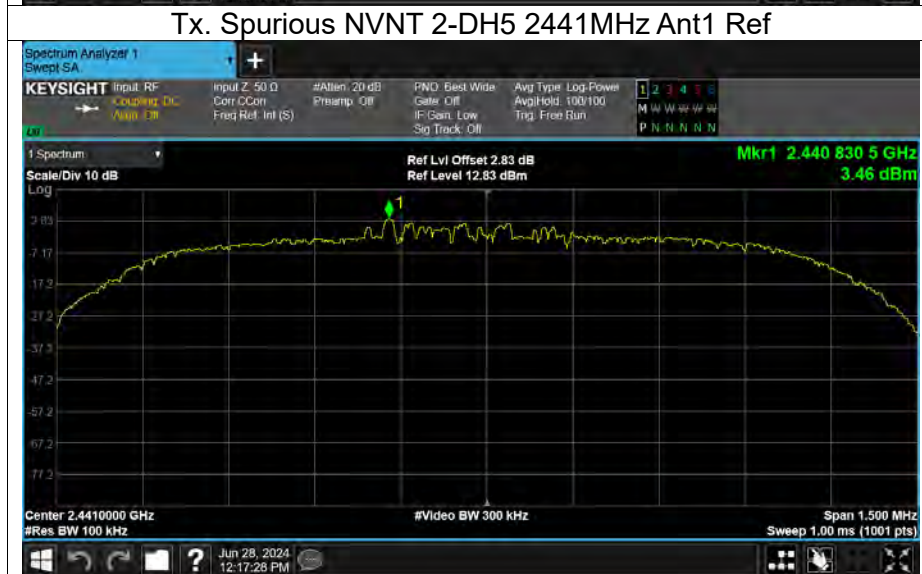 Tx. Spurious NVNT 2-DH5 2441MHz Ant1 Ref
Spectrum Analyzer 1
Swept SA
+
KEYSIGHT
Input: RF
Coupling: DC
Align: Off
Input Z: 50 Ω
Corr CCorr
Freq Ref: Int (S)
#Atten: 20 dB
Preamp: Off
PNO: Best Wide
Gate: Off
IF Gain: Low
Sig Track: Off
Avg Type: Log-Power
Avg|Hold: 100/100
Trig: Free Run
1 2 3 4 5 6
M W W W W W
P N N N N N
1 Spectrum
Scale/Div 10 dB
Log
Ref Lvl Offset 2.83 dB
Ref Level 12.83 dBm
Mkr1 2.440 830 5 GHz
3.46 dBm
1
2.83
-7.17
-17.2
-27.2
-37.2
-47.2
-57.2
-67.2
-77.2
Center 2.4410000 GHz
#Res BW 100 kHz
#Video BW 300 kHz
Span 1.500 MHz
Sweep 1.00 ms (1001 pts)
?
Jun 28, 2024
12:17:28 PM